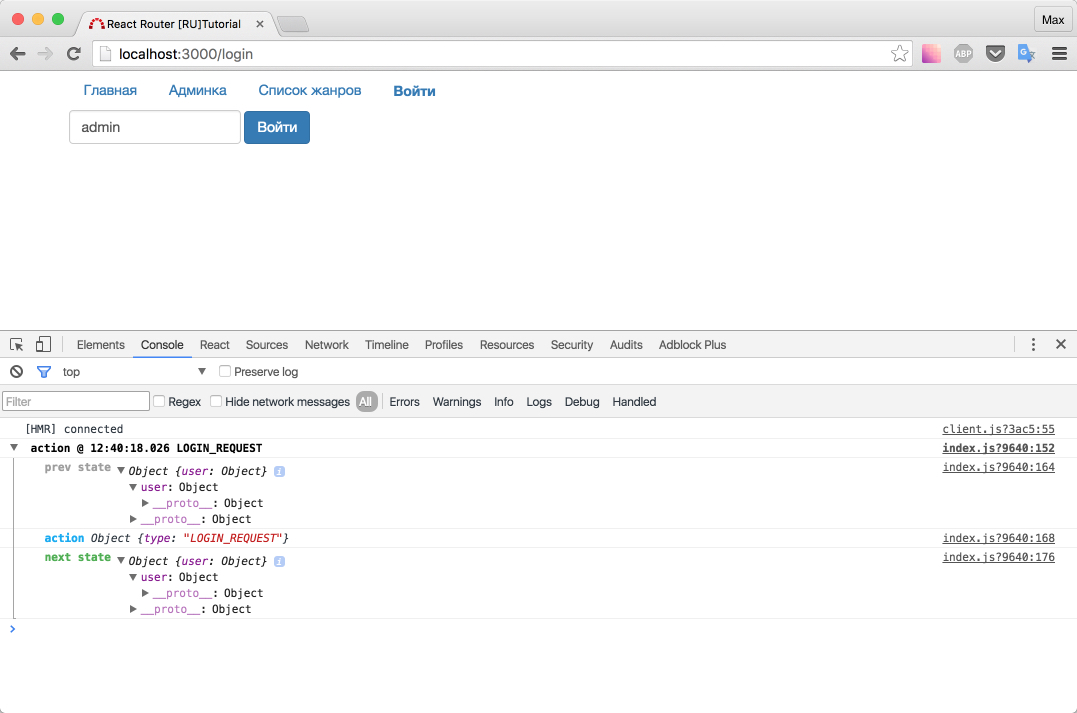 React Router [RU]Tutorial
Max
localhost:3000/login
ABP
G
Главная Админка Список жанров Войти
admin Войти
Elements Console React Sources Network Timeline Profiles Resources Security Audits Adblock Plus
top Preserve log
Filter Regex Hide network messages All Errors Warnings Info Logs Debug Handled
[HMR] connected client.js?3ac5:55
action @ 12:40:18.026 LOGIN_REQUEST index.js?9640:152
prev state Object {user: Object} i index.js?9640:164
user: Object
__proto__: Object
__proto__: Object
action Object {type: "LOGIN_REQUEST"} index.js?9640:168
next state Object {user: Object} i index.js?9640:176
user: Object
__proto__: Object
__proto__: Object